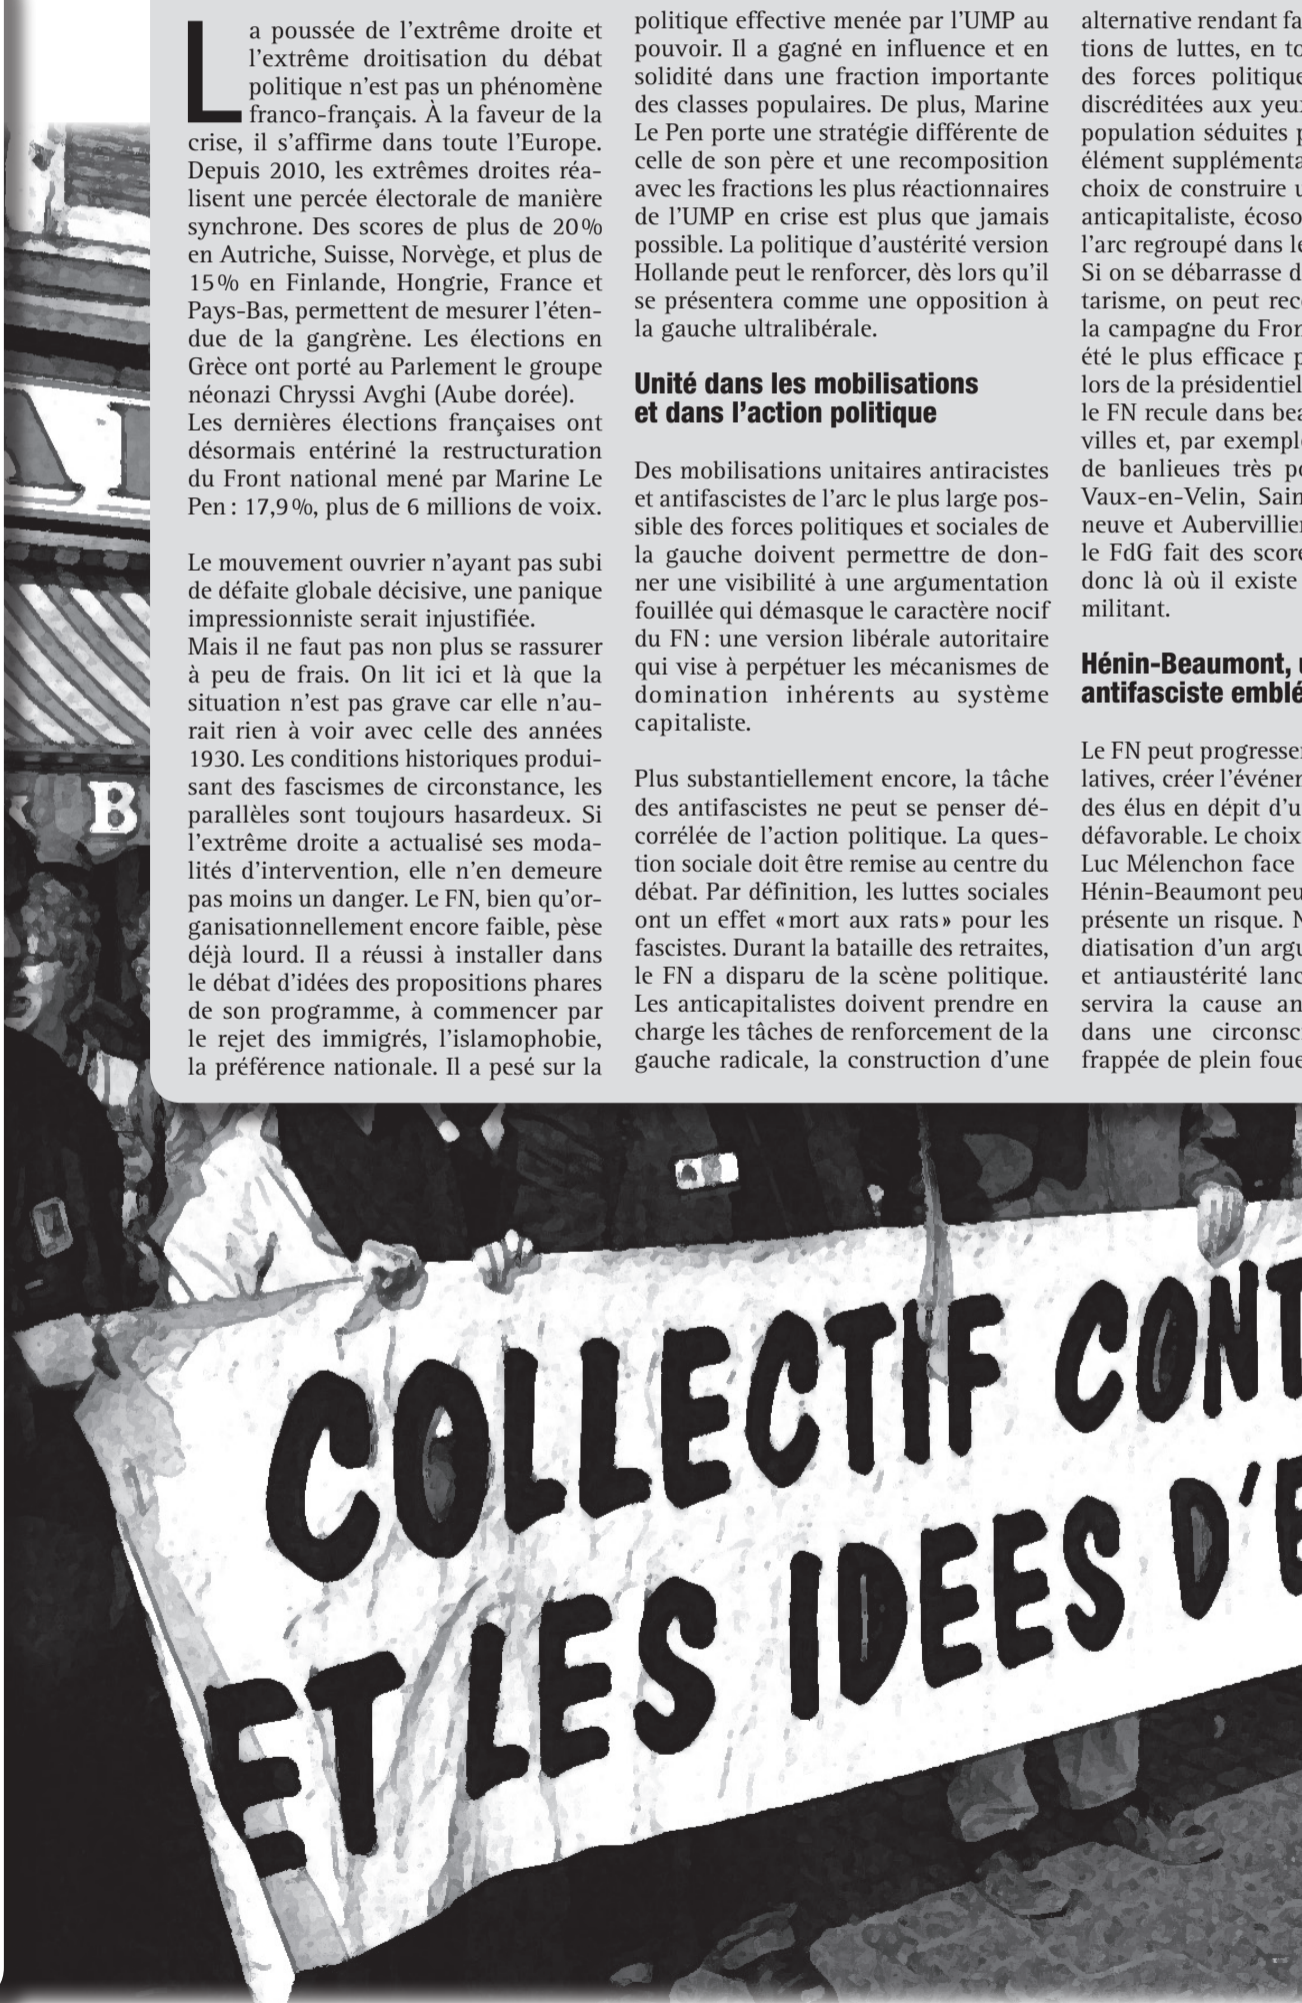 La poussée de l'extrême droite et
l'extrême droitisation du débat
politique n'est pas un phénomène
franco-français. À la faveur de la
crise, il s'affirme dans toute l'Europe.
Depuis 2010, les extrêmes droites réa-
lisent une percée électorale de manière
synchrone. Des scores de plus de 20%
en Autriche, Suisse, Norvège, et plus de
15% en Finlande, Hongrie, France et
Pays-Bas, permettent de mesurer l'éten-
due de la gangrène. Les élections en
Grèce ont porté au Parlement le groupe
néonazi Chryssi Avghi (Aube dorée).
Les dernières élections françaises ont
désormais entériné la restructuration
du Front national mené par Marine Le
Pen : 17,9%, plus de 6 millions de voix.
Le mouvement ouvrier n'ayant pas subi
de défaite globale décisive, une panique
impressionniste serait injustifiée.
Mais il ne faut pas non plus se rassurer
à peu de frais. On lit ici et là que la
situation n'est pas grave car elle n'au-
rait rien à voir avec celle des années
1930. Les conditions historiques produi-
sant des fascismes de circonstance, les
parallèles sont toujours hasardeux. Si
l'extrême droite a actualisé ses moda-
lités d'intervention, elle n'en demeure
pas moins un danger. Le FN, bien qu'or-
ganisationnellement encore faible, pèse
déjà lourd. Il a réussi à installer dans
le débat d'idées des propositions phares
de son programme, à commencer par
le rejet des immigrés, l'islamophobie,
la préférence nationale. Il a pesé sur la
politique effective menée par l'UMP au
pouvoir. Il a gagné en influence et en
solidité dans une fraction importante
des classes populaires. De plus, Marine
Le Pen porte une stratégie différente de
celle de son père et une recomposition
avec les fractions les plus réactionnaires
de l'UMP en crise est plus que jamais
possible. La politique d'austérité version
Hollande peut le renforcer, dès lors qu'il
se présentera comme une opposition à
la gauche ultralibérale.
Unité dans les mobilisations
et dans l'action politique
Des mobilisations unitaires antiracistes
et antifascistes de l'arc le plus large pos-
sible des forces politiques et sociales de
la gauche doivent permettre de don-
ner une visibilité à une argumentation
fouillée qui démasque le caractère nocif
du FN : une version libérale autoritaire
qui vise à perpétuer les mécanismes de
domination inhérents au système
capitaliste.
Plus substantiellement encore, la tâche
des antifascistes ne peut se penser dé-
corrélée de l'action politique. La ques-
tion sociale doit être remise au centre du
débat. Par définition, les luttes sociales
ont un effet «mort aux rats» pour les
fascistes. Durant la bataille des retraites,
le FN a disparu de la scène politique.
Les anticapitalistes doivent prendre en
charge les tâches de renforcement de la
gauche radicale, la construction d'une
alternative rendant fa
tions de luttes, en to
des forces politique
discréditées aux yeu
population séduites p
élément supplémenta
choix de construire u
anticapitaliste, écoso
l'arc regroupé dans le
Si on se débarrasse d
tarisme, on peut reco
la campagne du Fron
été le plus efficace p
lors de la présidentiel
le FN recule dans bea
villes et, par exemple
de banlieues très po
Vaux-en-Velin, Sain
neuve et Aubervillier
le FdG fait des score
donc là où il existe
militant.
Hénin-Beaumont, u
antifasciste emblé
Le FN peut progresser
latives, créer l'événem
des élus en dépit d'u
défavorable. Le choix
Luc Mélenchon face
Hénin-Beaumont peu
présente un risque. N
diatisation d'un argu
et antiaustérité lanc
servira la cause an
dans une circonsc
frappée de plein foue
B
COLLECTIF CONT
ET LES IDEES D'E